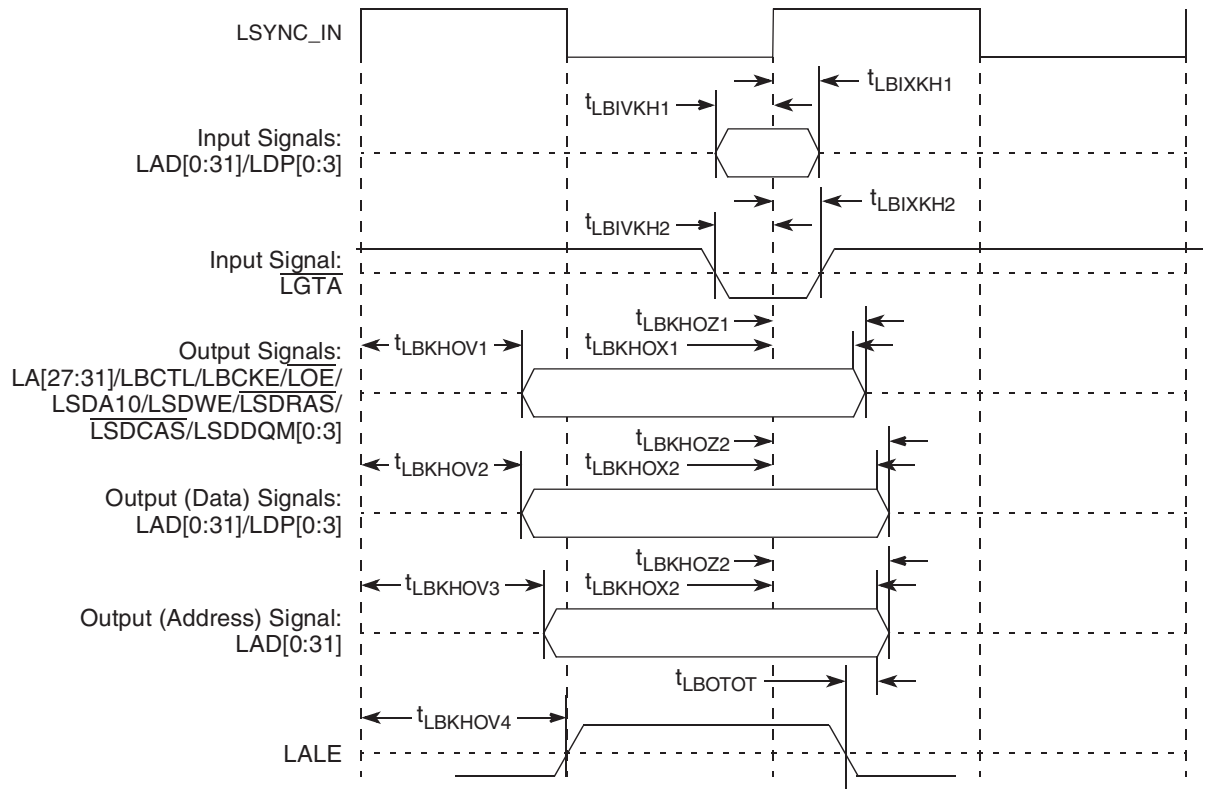 LSYNC_IN
tLBIXKH1
tLBIVKH1
Input Signals:
LAD[0:31]/LDP[0:3]
tLBIXKH2
tLBIVKH2
Input Signal:
LGTA
tLBKHOZ1
tLBKHOV1
tLBKHOX1
Output Signals:
LA[27:31]/LBCTL/LBCKE/LOE/
LSDA10/LSDWE/LSDRAS/
LSDCAS/LSDDQM[0:3]
tLBKHOZ2
tLBKHOV2
tLBKHOX2
Output (Data) Signals:
LAD[0:31]/LDP[0:3]
tLBKHOZ2
tLBKHOV3
tLBKHOX2
Output (Address) Signal:
LAD[0:31]
tLBOTOT
tLBKHOV4
LALE